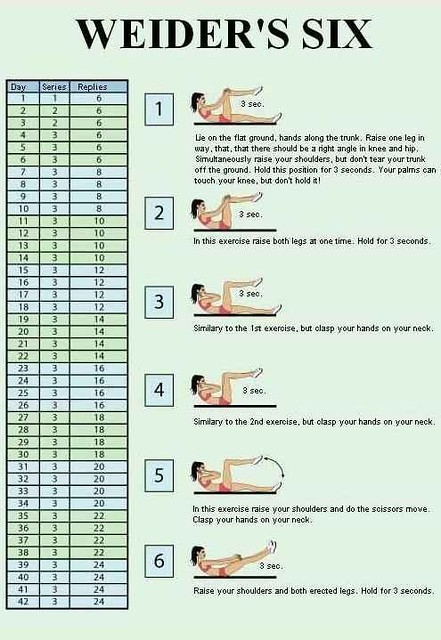 WEIDER'S SIX
Day Series Replies
1 1 6
2 2 6
3 2 6
4 3 6
5 3 6
6 3 6
7 3 8
8 3 8
9 3 8
10 3 8
11 3 10
12 3 10
13 3 10
14 3 10
15 3 12
16 3 12
17 3 12
18 3 12
19 3 14
20 3 14
21 3 14
22 3 14
23 3 16
24 3 16
25 3 16
26 3 16
27 3 18
28 3 18
29 3 18
30 3 18
31 3 20
32 3 20
33 3 20
34 3 20
35 3 22
36 3 22
37 3 22
38 3 22
39 3 24
40 3 24
41 3 24
42 3 24
1
3 sec.
Lie on the flat ground, hands along the trunk. Raise one leg in
way, that, that there should be a right angle in knee and hip.
Simultaneously raise your shoulders, but don't tear your trunk
off the ground. Hold this position for 3 seconds. Your palms can
touch your knee, but don't hold it!
2
3 sec.
In this exercise raise both legs at one time. Hold for 3 seconds.
3
3 sec.
Similary to the 1st exercise, but clasp your hands on your neck.
4
3 sec.
Similary to the 2nd exercise, but clasp your hands on your neck.
5
In this exercise raise your shoulders and do the scissors move.
Clasp your hands on your neck.
6
3 sec.
Raise your shoulders and both erected legs. Hold for 3 seconds.